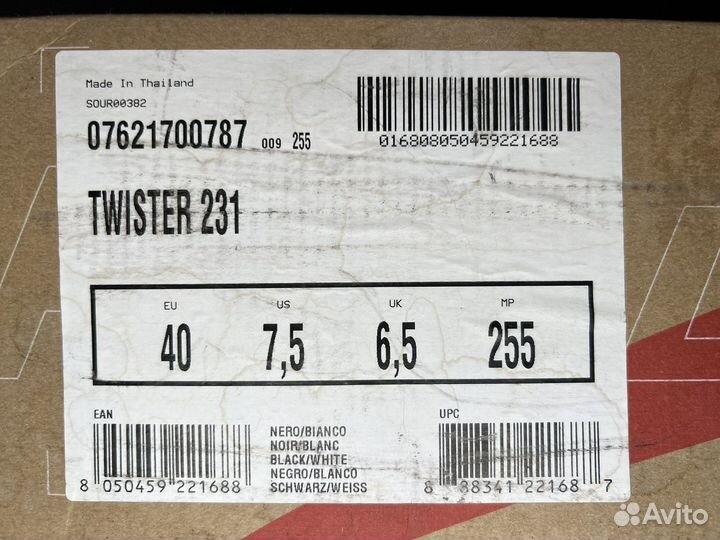 Made In Thailand
SOUR00382
07621700787 009 255
016808050459221688
TWISTER 231
EU US UK MP
40 7,5 6,5 255
EAN
8 050459 221688
NERO/BIANCO
NOIR/BLANC
BLACK/WHITE
NEGRO/BLANCO
SCHWARZ/WEISS
UPC
8 88341 22168 7
Avito